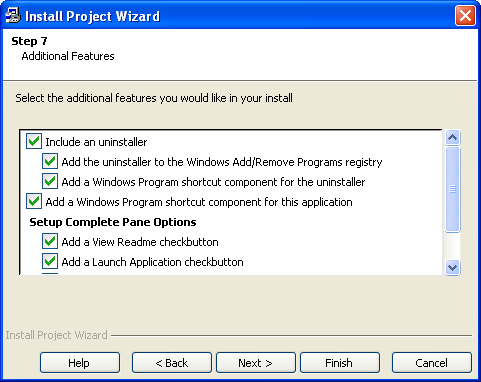 Install Project Wizard
Step 7
Additional Features
Select the additional features you would like in your install
Include an uninstaller
Add the uninstaller to the Windows Add/Remove Programs registry
Add a Windows Program shortcut component for the uninstaller
Add a Windows Program shortcut component for this application
Setup Complete Pane Options
Add a View Readme checkbutton
Add a Launch Application checkbutton
Install Project Wizard
Help < Back Next > Finish Cancel